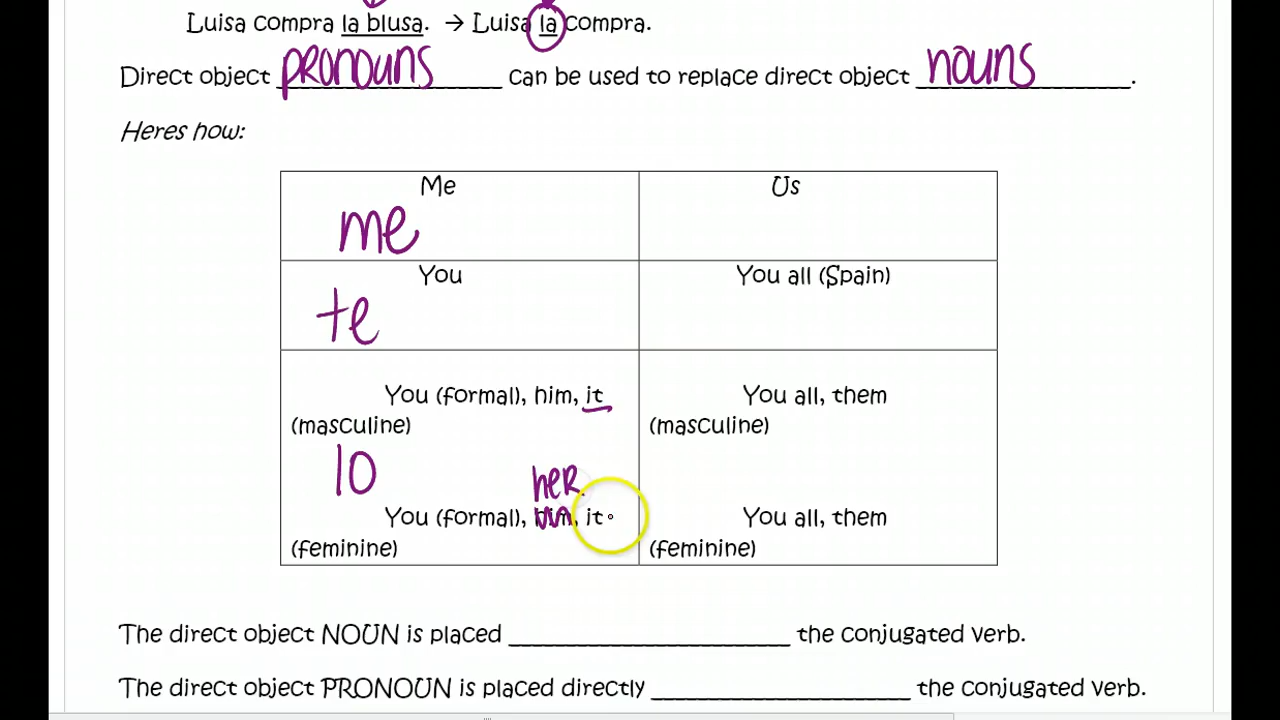 Luisa compra la blusa. → Luisa la compra.
Direct object pronouns can be used to replace direct object nouns.
Heres how:
Me Us
me
You You all (Spain)
te
You (formal), him, it You all, them
(masculine) (masculine)
lo
her
You (formal), him, it You all, them
(feminine) (feminine)
The direct object NOUN is placed ____________________ the conjugated verb.
The direct object PRONOUN is placed directly ____________________ the conjugated verb.